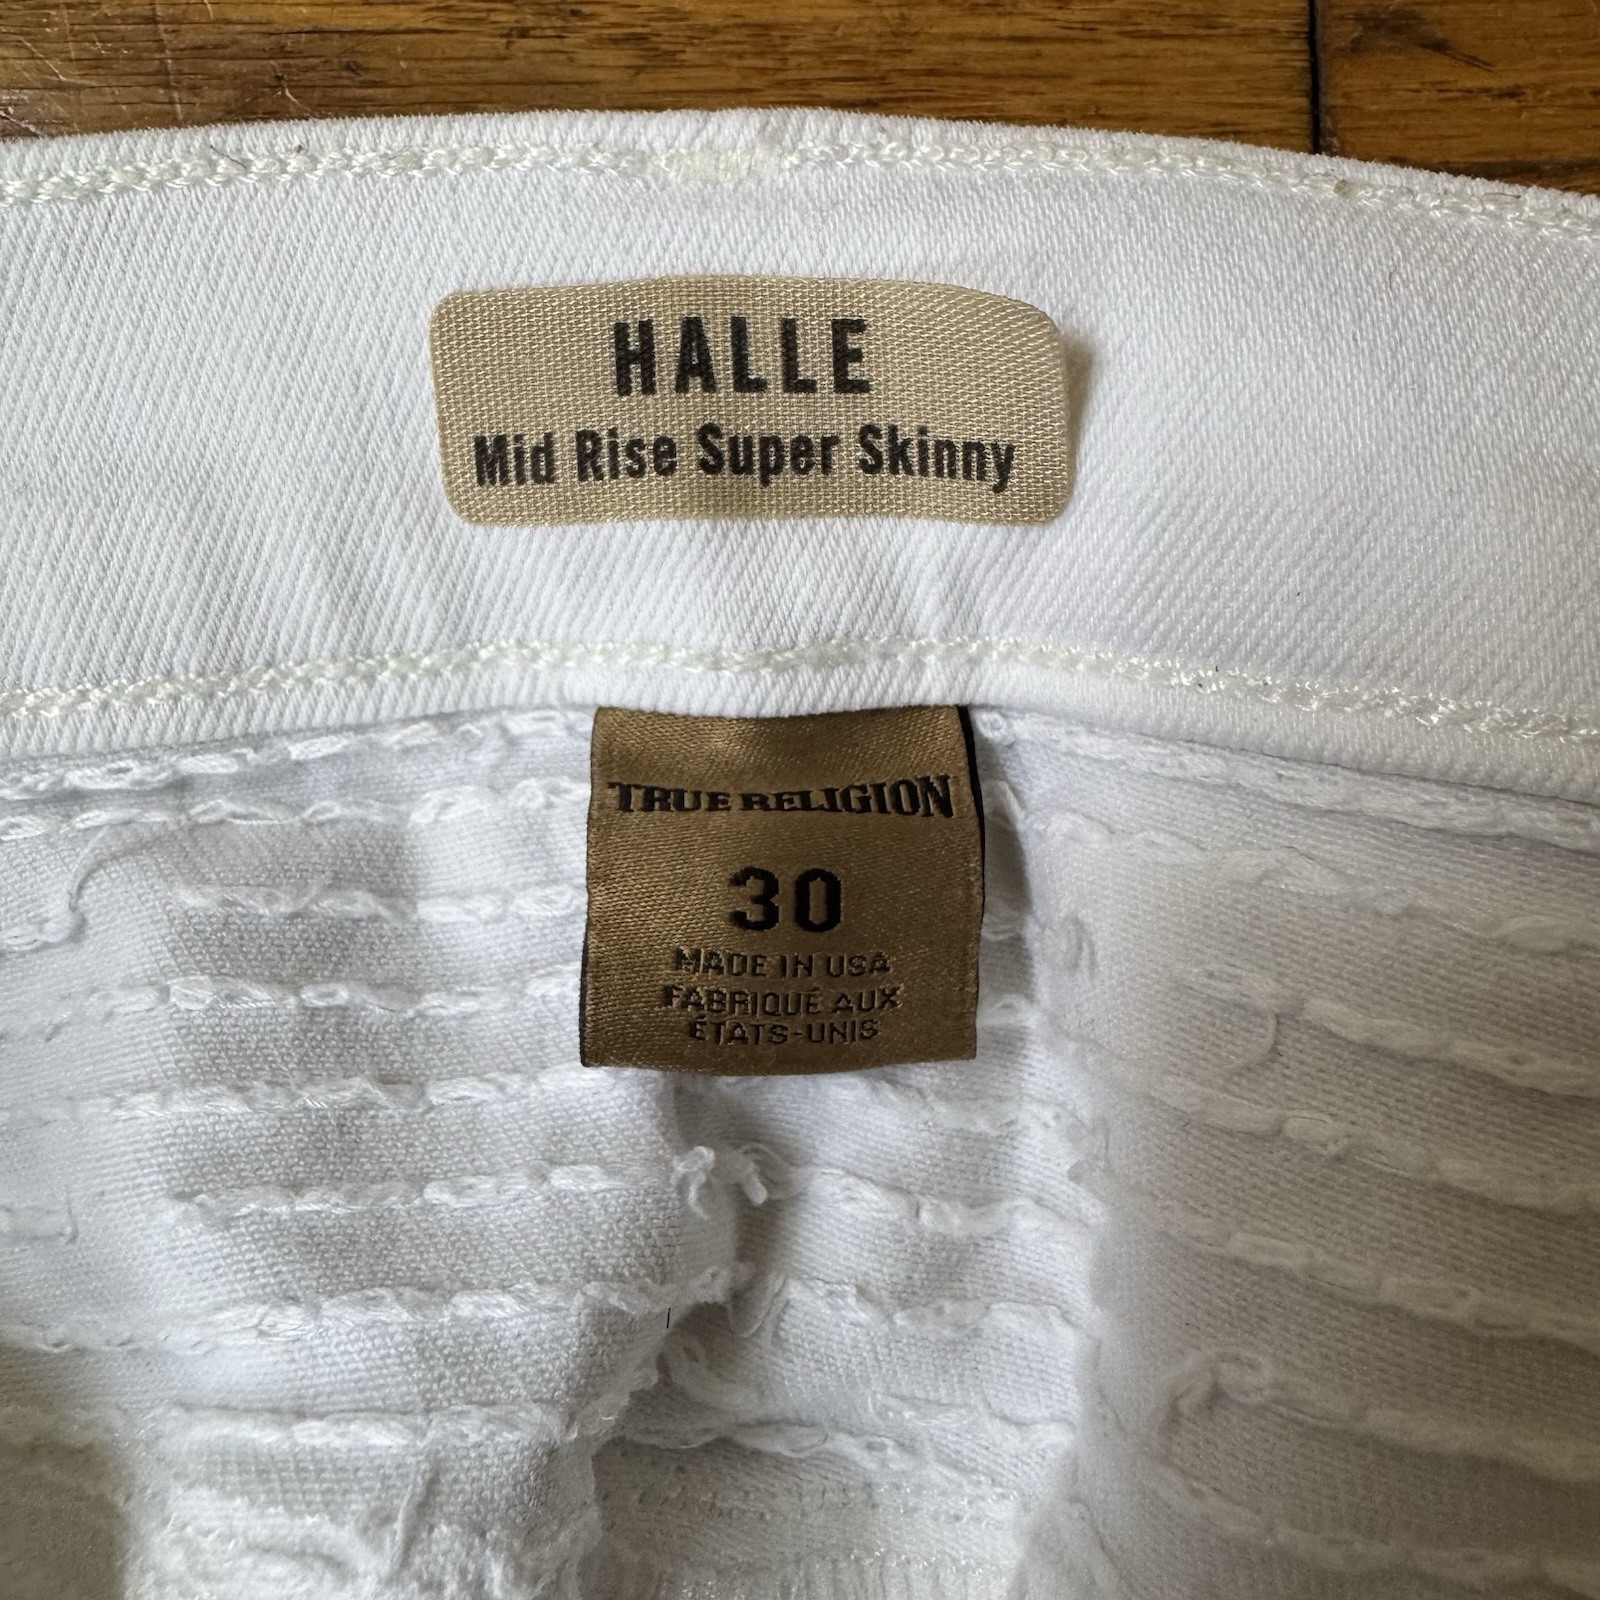 HALLE
Mid Rise Super Skinny
TRUE RELIGION
30
MADE IN USA
FABRIQUÉ AUX
ÉTATS-UNIS